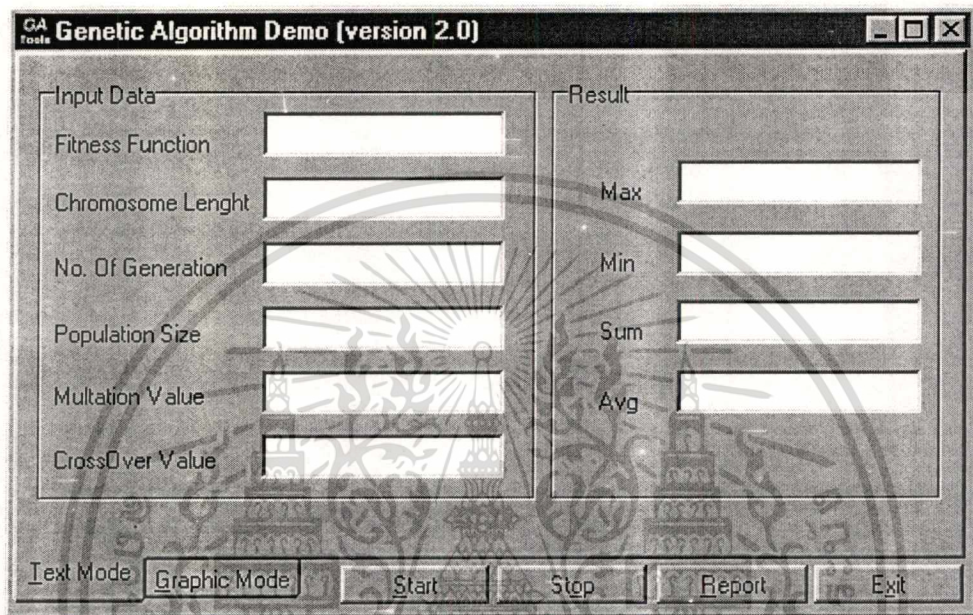 GA Tools Genetic Algorithm Demo (version 2.0)
Input Data
Fitness Function
Chromosome Lenght
No. Of Generation
Population Size
Multation Value
CrossOver Value
Result
Max
Min
Sum
Avg
Text Mode
Graphic Mode
Start
Stop
Report
Exit